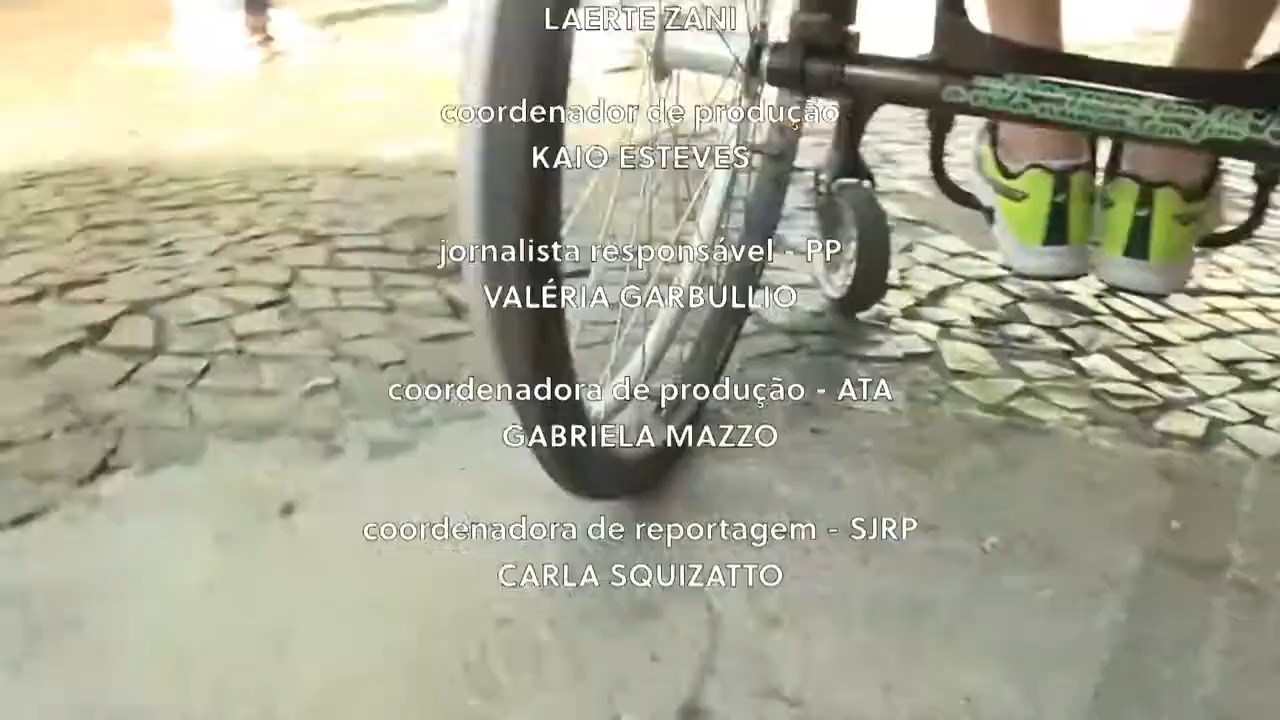 LAERTE ZANI
coordenador de produção
KAIO ESTEVES
jornalista responsável - PP
VALÉRIA GARBULLIO
coordenadora de produção - ATA
GABRIELA MAZZO
coordenadora de reportagem - SJRP
CARLA SQUIZATTO